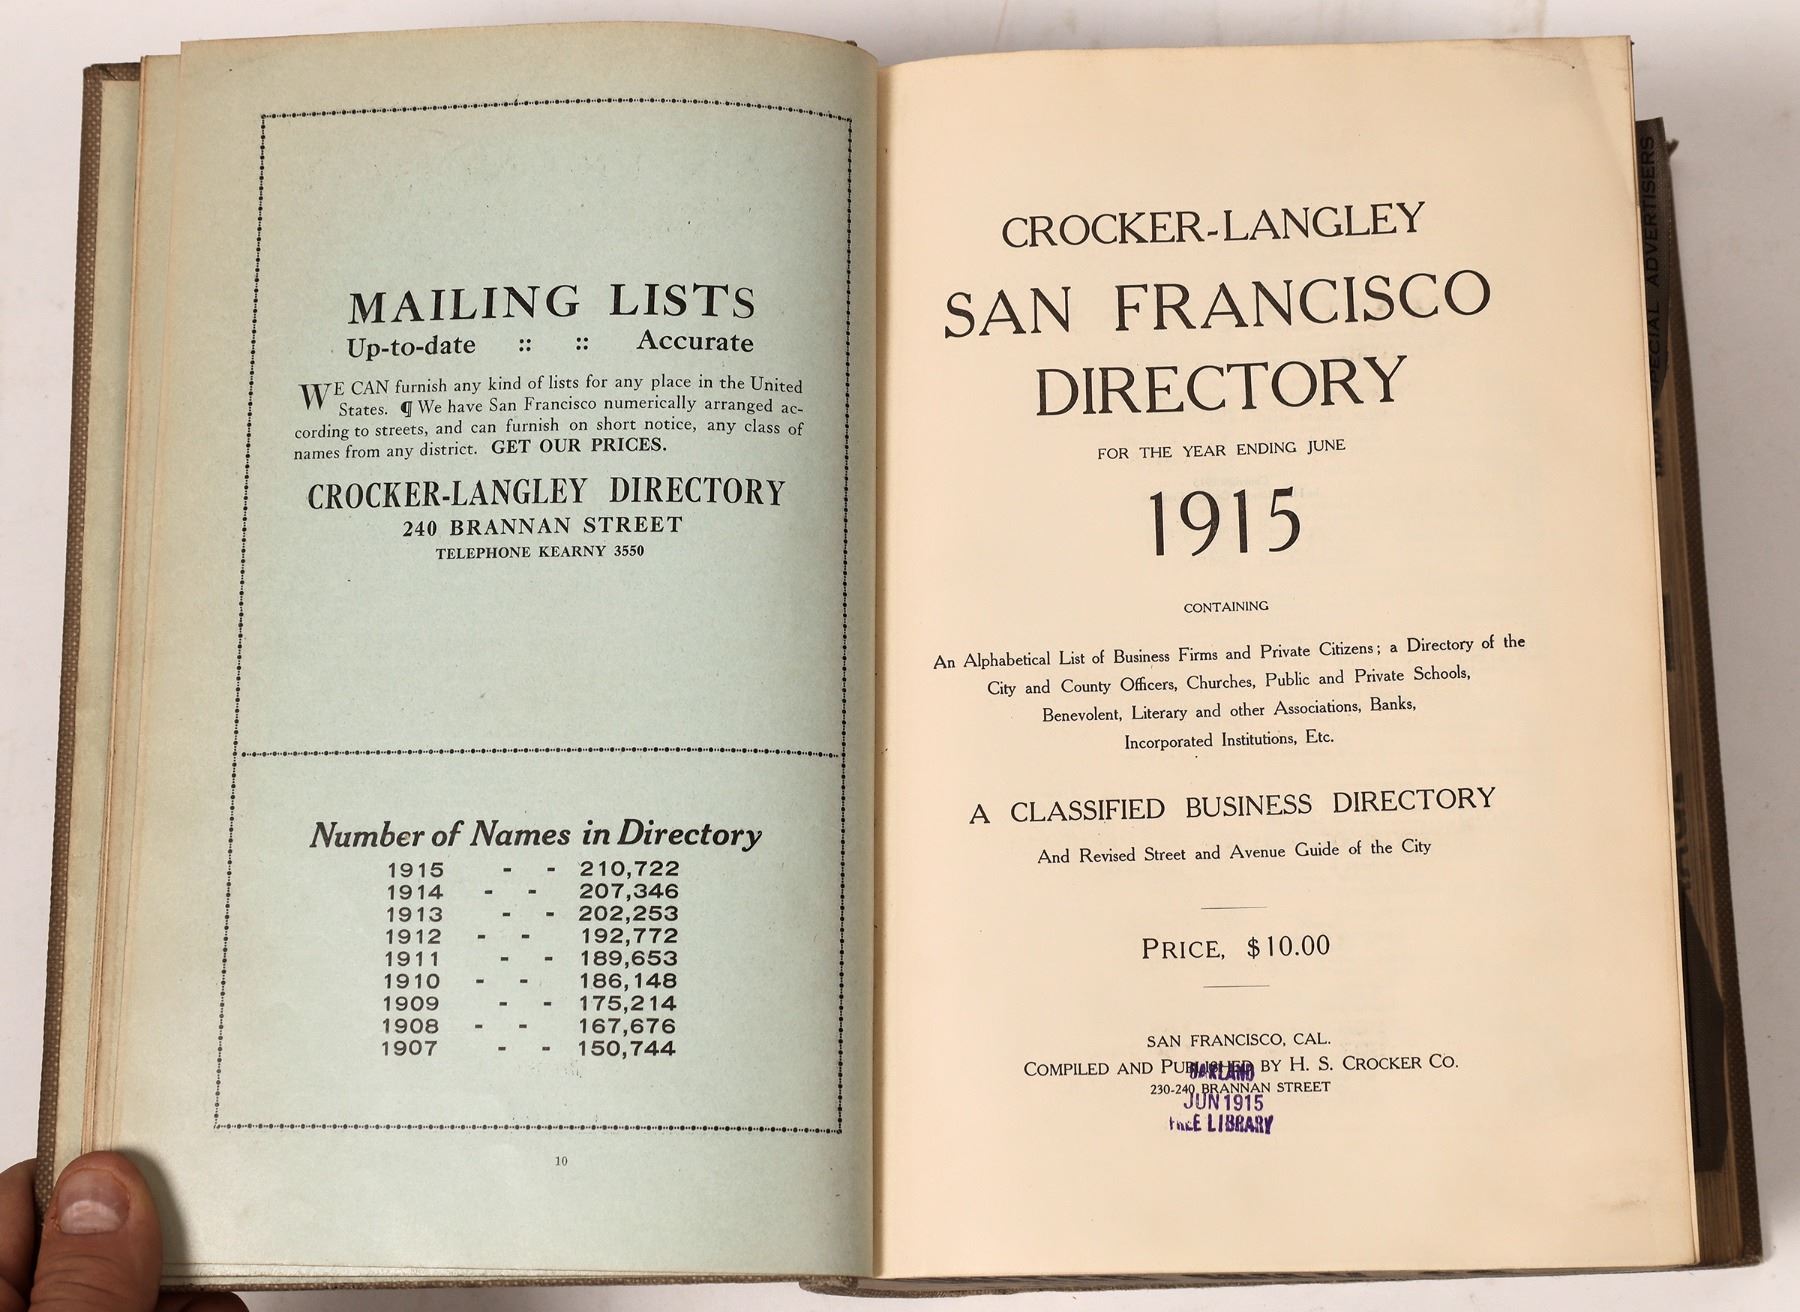 MAILING LISTS
Up-to-date :: :: Accurate
WE CAN furnish any kind of lists for any place in the United
States. ¶ We have San Francisco numerically arranged ac-
cording to streets, and can furnish on short notice, any class of
names from any district. GET OUR PRICES.
CROCKER-LANGLEY DIRECTORY
240 BRANNAN STREET
TELEPHONE KEARNY 3550
Number of Names in Directory
1915 - - 210,722
1914 - - 207,346
1913 - - 202,253
1912 - - 192,772
1911 - - 189,653
1910 - - 186,148
1909 - - 175,214
1908 - - 167,676
1907 - - 150,744
10
CROCKER-LANGLEY
SAN FRANCISCO
DIRECTORY
FOR THE YEAR ENDING JUNE
1915
CONTAINING
An Alphabetical List of Business Firms and Private Citizens; a Directory of the
City and County Officers, Churches, Public and Private Schools,
Benevolent, Literary and other Associations, Banks,
Incorporated Institutions, Etc.
A CLASSIFIED BUSINESS DIRECTORY
And Revised Street and Avenue Guide of the City
PRICE, $10.00
SAN FRANCISCO, CAL.
COMPILED AND PUBLISHED BY H. S. CROCKER CO.
230-240 BRANNAN STREET
OAKLAND
JUN 1915
FREE LIBRARY
SPECIAL ADVERTISERS